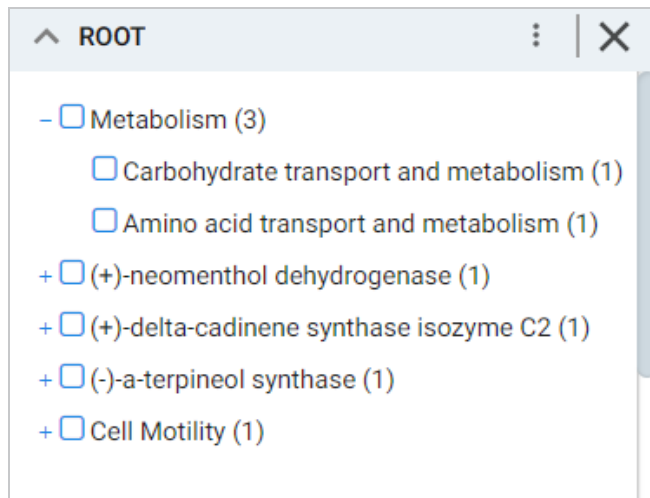 ROOT
Metabolism (3)
Carbohydrate transport and metabolism (1)
Amino acid transport and metabolism (1)
(+)-neomenthol dehydrogenase (1)
(+)-delta-cadinene synthase isozyme C2 (1)
(-)-a-terpineol synthase (1)
Cell Motility (1)